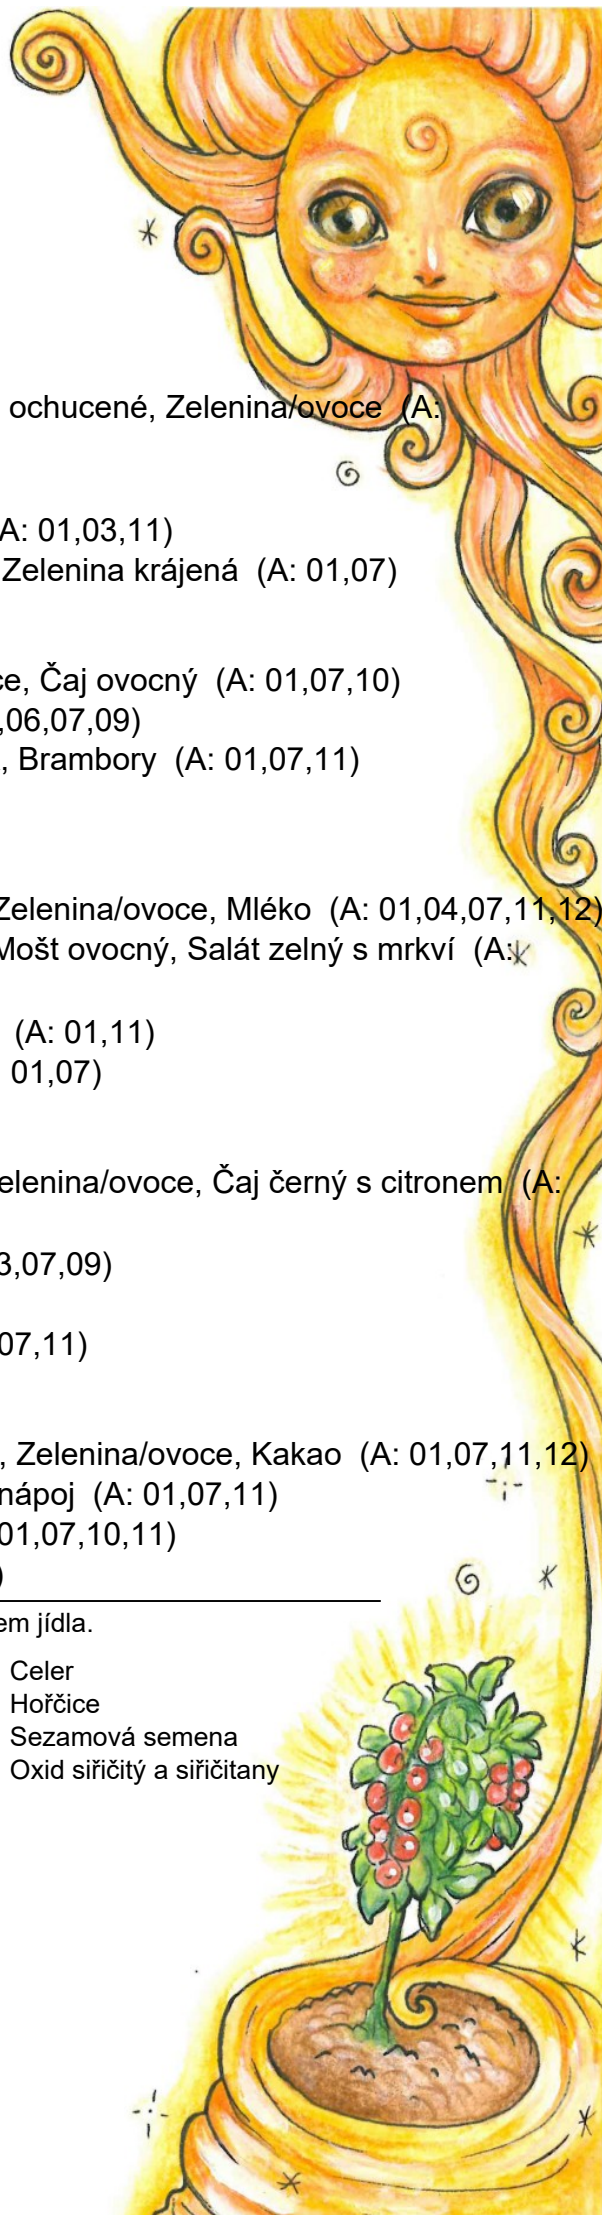 ochucené, Zelenina/ovoce (A:
A: 01,03,11)
Zelenina krájená (A: 01,07)
ce, Čaj ovocný (A: 01,07,10)
,06,07,09)
, Brambory (A: 01,07,11)
Zelenina/ovoce, Mléko (A: 01,04,07,11,12)
Mošt ovocný, Salát zelný s mrkví (A:
(A: 01,11)
01,07)
elenina/ovoce, Čaj černý s citronem (A:
3,07,09)
07,11)
, Zelenina/ovoce, Kakao (A: 01,07,11,12)
nápoj (A: 01,07,11)
01,07,10,11)
)
em jídla.
Celer
Hořčice
Sezamová semena
Oxid siřičitý a siřičitany